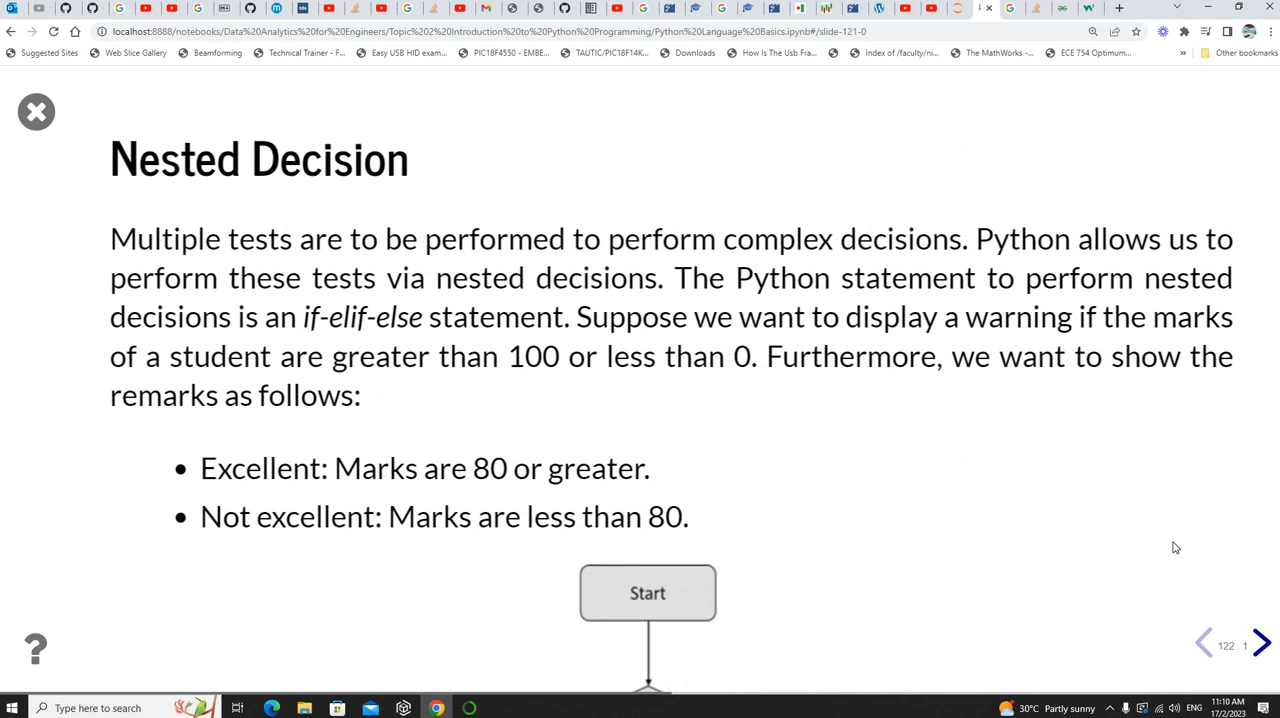 localhost:8888/notebooks/Data%20Analytics%20for%20Engineers/Topic%202%20Introduction%20to%20Python%20Programming/Python%20Language%20Basics.ipynb#/slide-121-0
Suggested Sites Web Slice Gallery Beamforming Technical Trainer - F... Easy USB HID exam... PIC18F4550 - EMBE... TAUTIC/PIC18F14K... Downloads How Is The Usb Fra... Index of /faculty/ni... The MathWorks -... ECE 754 Optimum... » Other bookmarks
Nested Decision
Multiple tests are to be performed to perform complex decisions. Python allows us to
perform these tests via nested decisions. The Python statement to perform nested
decisions is an if-elif-else statement. Suppose we want to display a warning if the marks
of a student are greater than 100 or less than 0. Furthermore, we want to show the
remarks as follows:
• Excellent: Marks are 80 or greater.
• Not excellent: Marks are less than 80.
Start
?
122 . 1
Type here to search
30°C Partly sunny
11:10 AM
17/2/2023